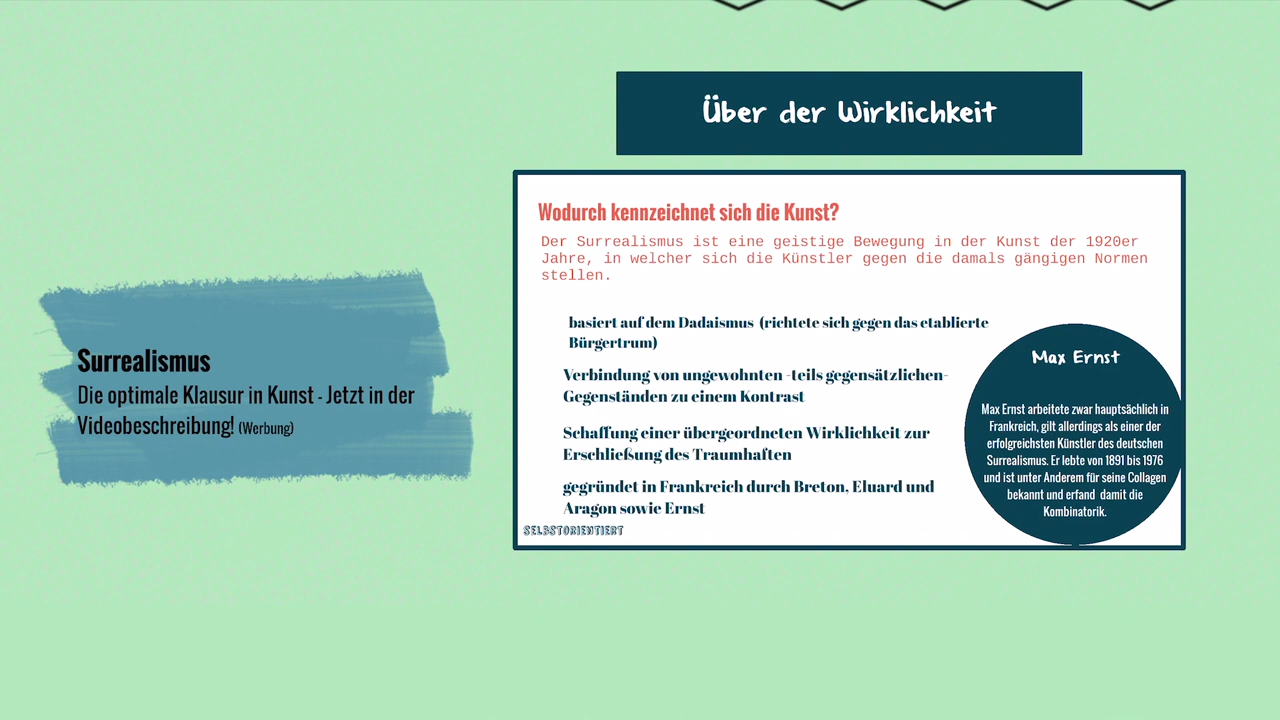 Über der Wirklichkeit
Wodurch kennzeichnet sich die Kunst?
Der Surrealismus ist eine geistige Bewegung in der Kunst der 1920er
Jahre, in welcher sich die Künstler gegen die damals gängigen Normen
stellen.
basiert auf dem Dadaismus (richtete sich gegen das etablierte
Bürgertrum)
Verbindung von ungewohnten -teils gegensätzlichen-
Gegenständen zu einem Kontrast
Schaffung einer übergeordneten Wirklichkeit zur
Erschließung des Traumhaften
gegründet in Frankreich durch Breton, Eluard und
Aragon sowie Ernst
SELBSTORIENTIERT
Max Ernst
Max Ernst arbeitete zwar hauptsächlich in
Frankreich, gilt allerdings als einer der
erfolgreichsten Künstler des deutschen
Surrealismus. Er lebte von 1891 bis 1976
und ist unter Anderem für seine Collagen
bekannt und erfand damit die
Kombinatorik.
Surrealismus
Die optimale Klausur in Kunst - Jetzt in der
Videobeschreibung! (Werbung)